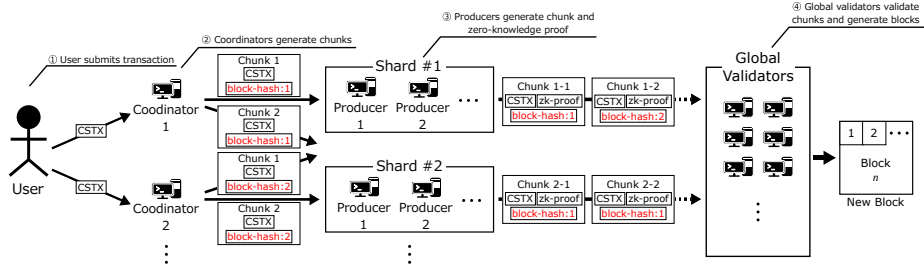 ① User submits transaction
② Coordinators generate chunks
③ Producers generate chunk and
zero-knowledge proof
④ Global validators validate
chunks and generate blocks
User
CSTX
CSTX
Coodinator
1
Coodinator
2
Chunk 1
CSTX
block-hash:1
Chunk 2
CSTX
block-hash:1
Chunk 1
CSTX
block-hash:2
Chunk 2
CSTX
block-hash:2
Shard #1
Producer
1
Producer
2
Shard #2
Producer
1
Producer
2
Chunk 1-1
CSTX zk-proof
block-hash:1
Chunk 1-2
CSTX zk-proof
block-hash:2
Chunk 2-1
CSTX zk-proof
block-hash:1
Chunk 2-2
CSTX zk-proof
block-hash:1
Global
Validators
1 2
Block
n
New Block